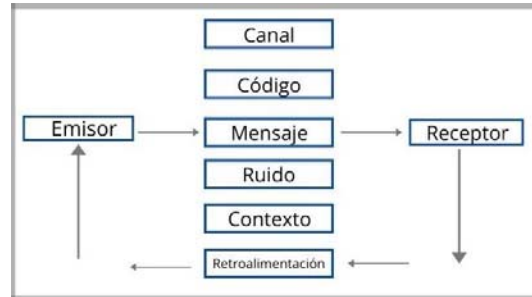 Canal
Código
Emisor
Mensaje
Receptor
Ruido
Contexto
Retroalimentación